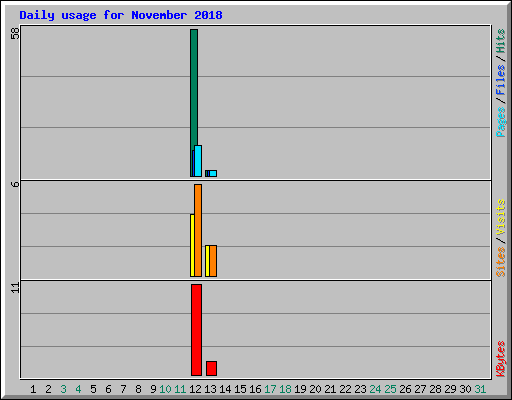 Daily usage for November 2018
58
Pages/Files/Hits
6
Sites/Visits
11
KBytes
1 2 3 4 5 6 7 8 9 10 11 12 13 14 15 16 17 18 19 20 21 22 23 24 25 26 27 28 29 30 31